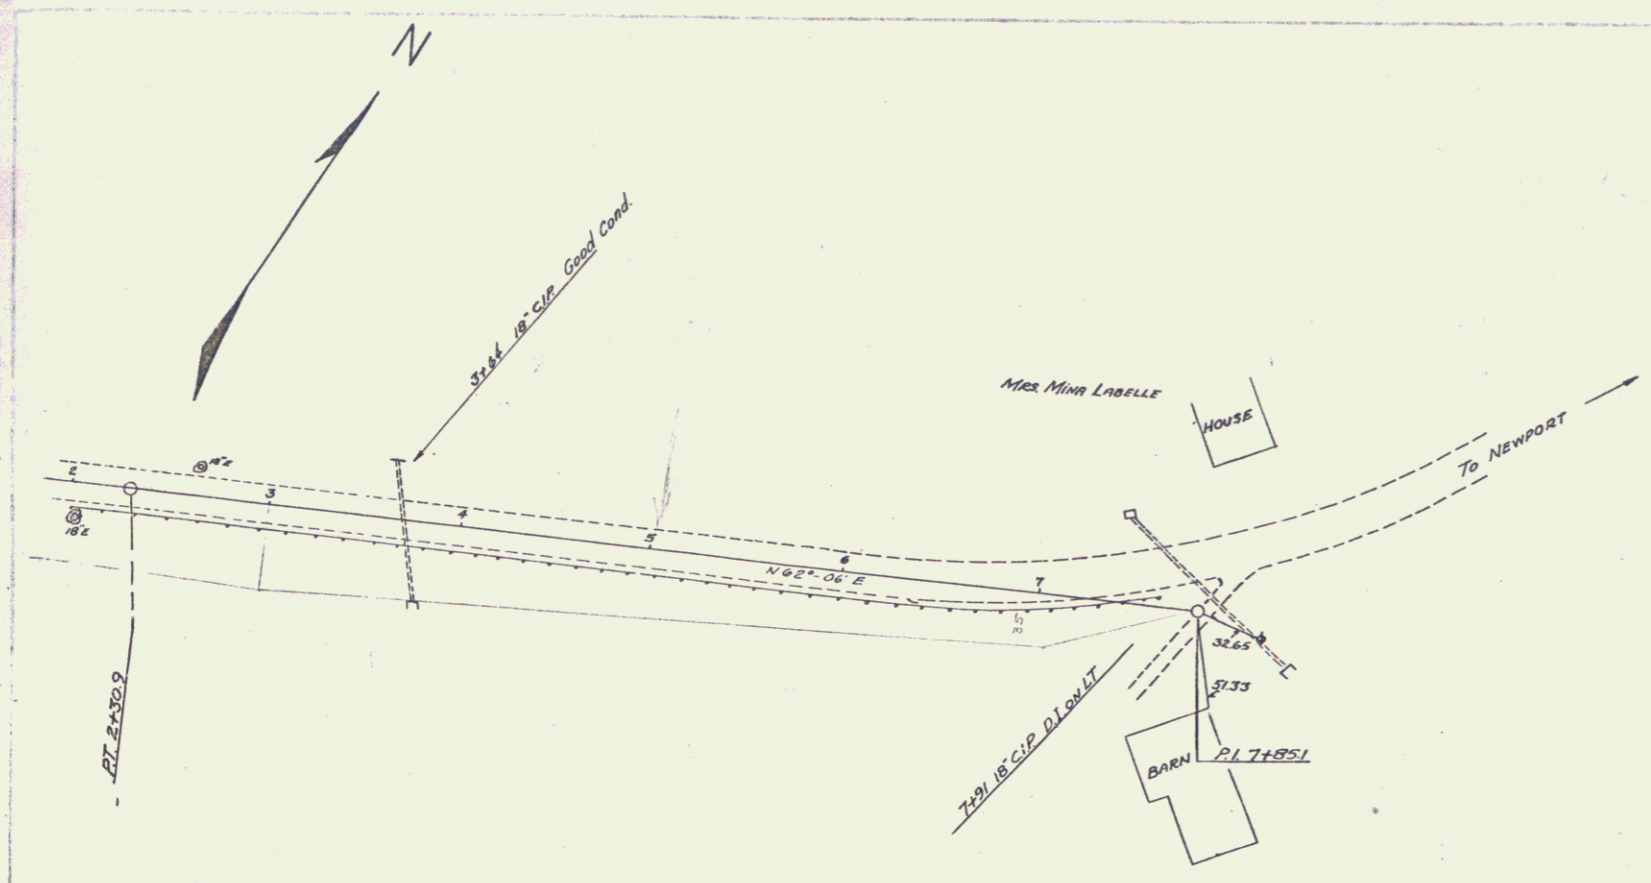 N
3+64 18" C.I.P. Good Cond.
MRS. MINA LABELLE
HOUSE
TO NEWPORT
18"E
2
3
18"E
4
5
6
N 62°-06' E
7
35
32.65
51.33
P.T. 2+30.9
7+91 18" C.I.P. D.I ON LT
BARN
P.I. 7+85.1